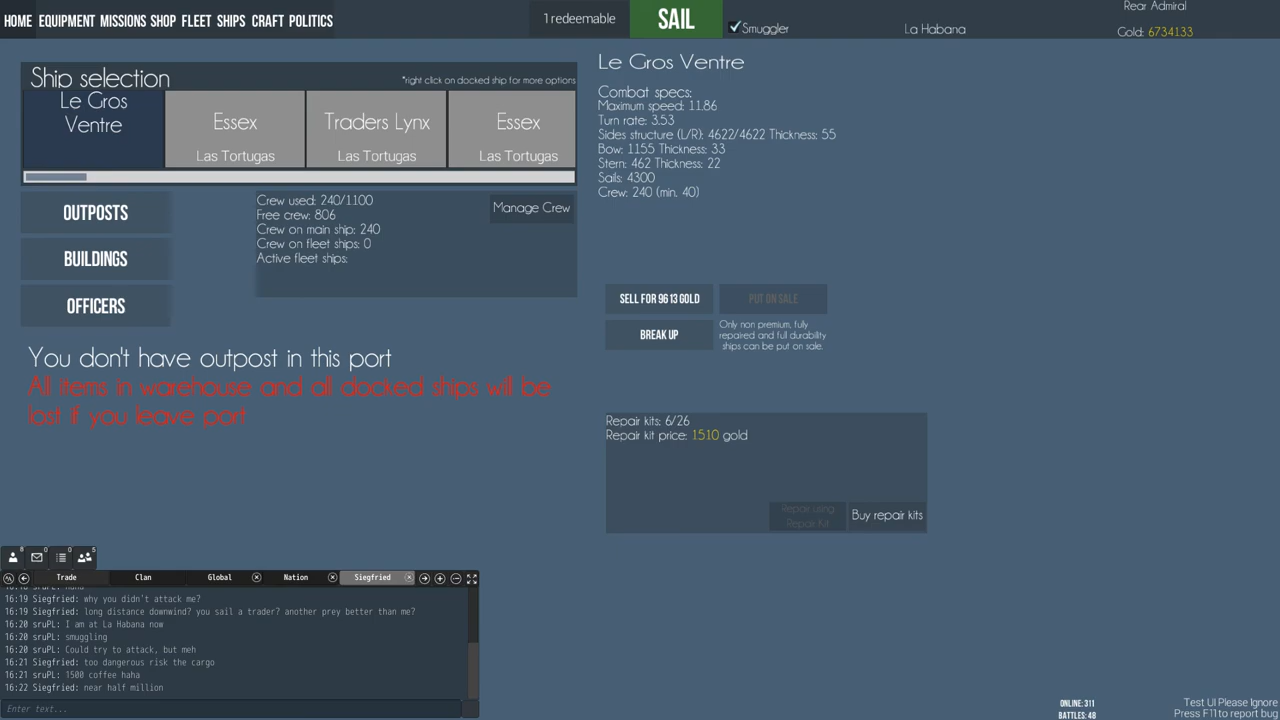 HOME EQUIPMENT MISSIONS SHOP FLEET SHIPS CRAFT POLITICS
1 redeemable
SAIL
Smuggler
La Habana
Rear Admiral
Gold: 6734133
Ship selection
*right click on docked ship for more options
Le Gros
Ventre
Essex
Las Tortugas
Traders Lynx
Las Tortugas
Essex
Las Tortugas
OUTPOSTS
BUILDINGS
OFFICERS
Crew used: 240/1100
Free crew: 806
Crew on main ship: 240
Crew on fleet ships: 0
Active fleet ships:
Manage Crew
You don't have outpost in this port
All items in warehouse and all docked ships will be
lost if you leave port
Le Gros Ventre
Combat specs:
Maximum speed: 11.86
Turn rate: 3.53
Sides structure (L/R): 4622/4622 Thickness: 55
Bow: 1155 Thickness: 33
Stern: 462 Thickness: 22
Sails: 4300
Crew: 240 (min. 40)
SELL FOR 9613 GOLD
PUT ON SALE
BREAK UP
Only non premium, fully
repaired and full durability
ships can be put on sale.
Repair kits: 6/26
Repair kit price: 1510 gold
Repair using
Repair Kit
Buy repair kits
8 0 0 5
Trade Clan Global Nation Siegfried
16:19 Siegfried: why you didn't attack me?
16:19 Siegfried: long distance downwind? you sail a trader? another prey better than me?
16:20 sruPL: I am at La Habana now
16:20 sruPL: smuggling
16:20 sruPL: Could try to attack, but meh
16:21 Siegfried: too dangerous risk the cargo
16:21 sruPL: 1500 coffee haha
16:22 Siegfried: near half million
Enter text...
ONLINE: 311
BATTLES: 48
Test UI Please Ignore
Press F11 to report bug